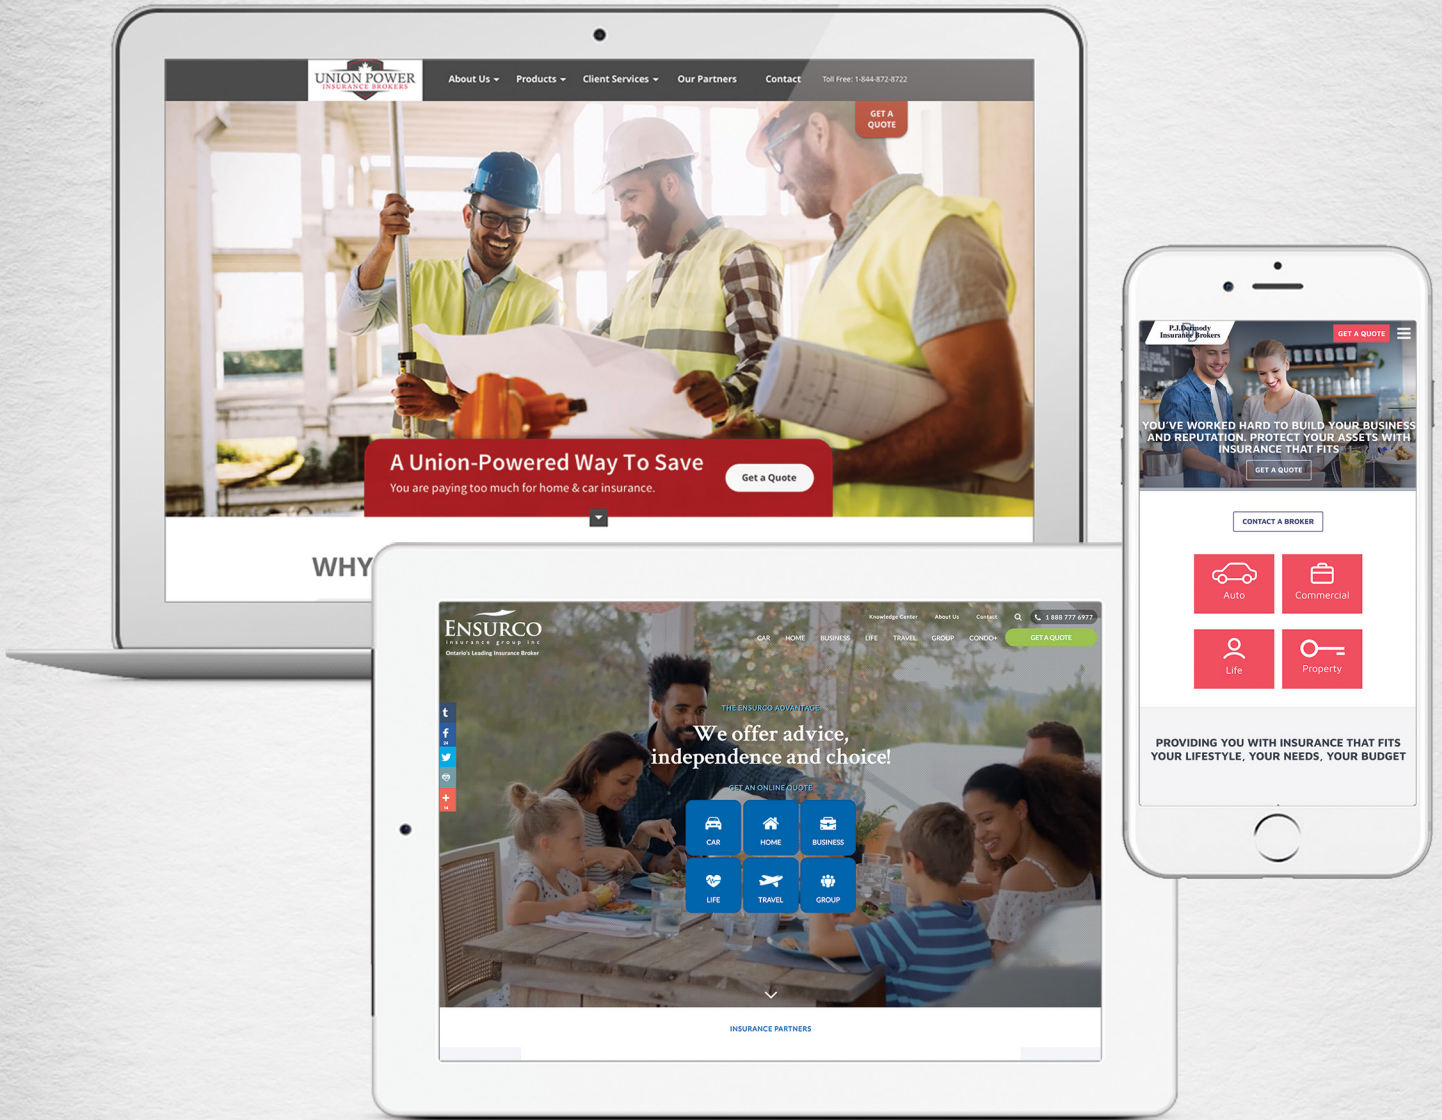 UNION POWER
INSURANCE BROKERS
About Us
Products
Client Services
Our Partners
Contact
Toll Free: 1-844-872-8722
GET A
QUOTE
A Union-Powered Way To Save
You are paying too much for home & car insurance.
Get a Quote
WHY
ENSURCO
insurance group inc
Ontario's Leading Insurance Broker
Knowledge Center
About Us
Contact
1 888 777 6977
CAR
HOME
BUSINESS
LIFE
TRAVEL
GROUP
CONDO+
GET A QUOTE
t
f
24
+
14
THE ENSURCO ADVANTAGE:
We offer advice,
independence and choice!
GET AN ONLINE QUOTE:
CAR
HOME
BUSINESS
LIFE
TRAVEL
GROUP
INSURANCE PARTNERS
P.J.Dermody
Insurance Brokers
GET A QUOTE
YOU'VE WORKED HARD TO BUILD YOUR BUSINESS
AND REPUTATION. PROTECT YOUR ASSETS WITH
INSURANCE THAT FITS
GET A QUOTE
CONTACT A BROKER
Auto
Commercial
Life
Property
PROVIDING YOU WITH INSURANCE THAT FITS
YOUR LIFESTYLE, YOUR NEEDS, YOUR BUDGET